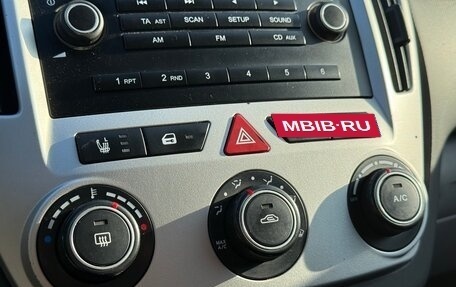 TA AST SCAN SETUP SOUND
AM FM CD AUX
1 RPT 2 RND 3 4 5 6
MBIB-RU
MAX A/C
A/C